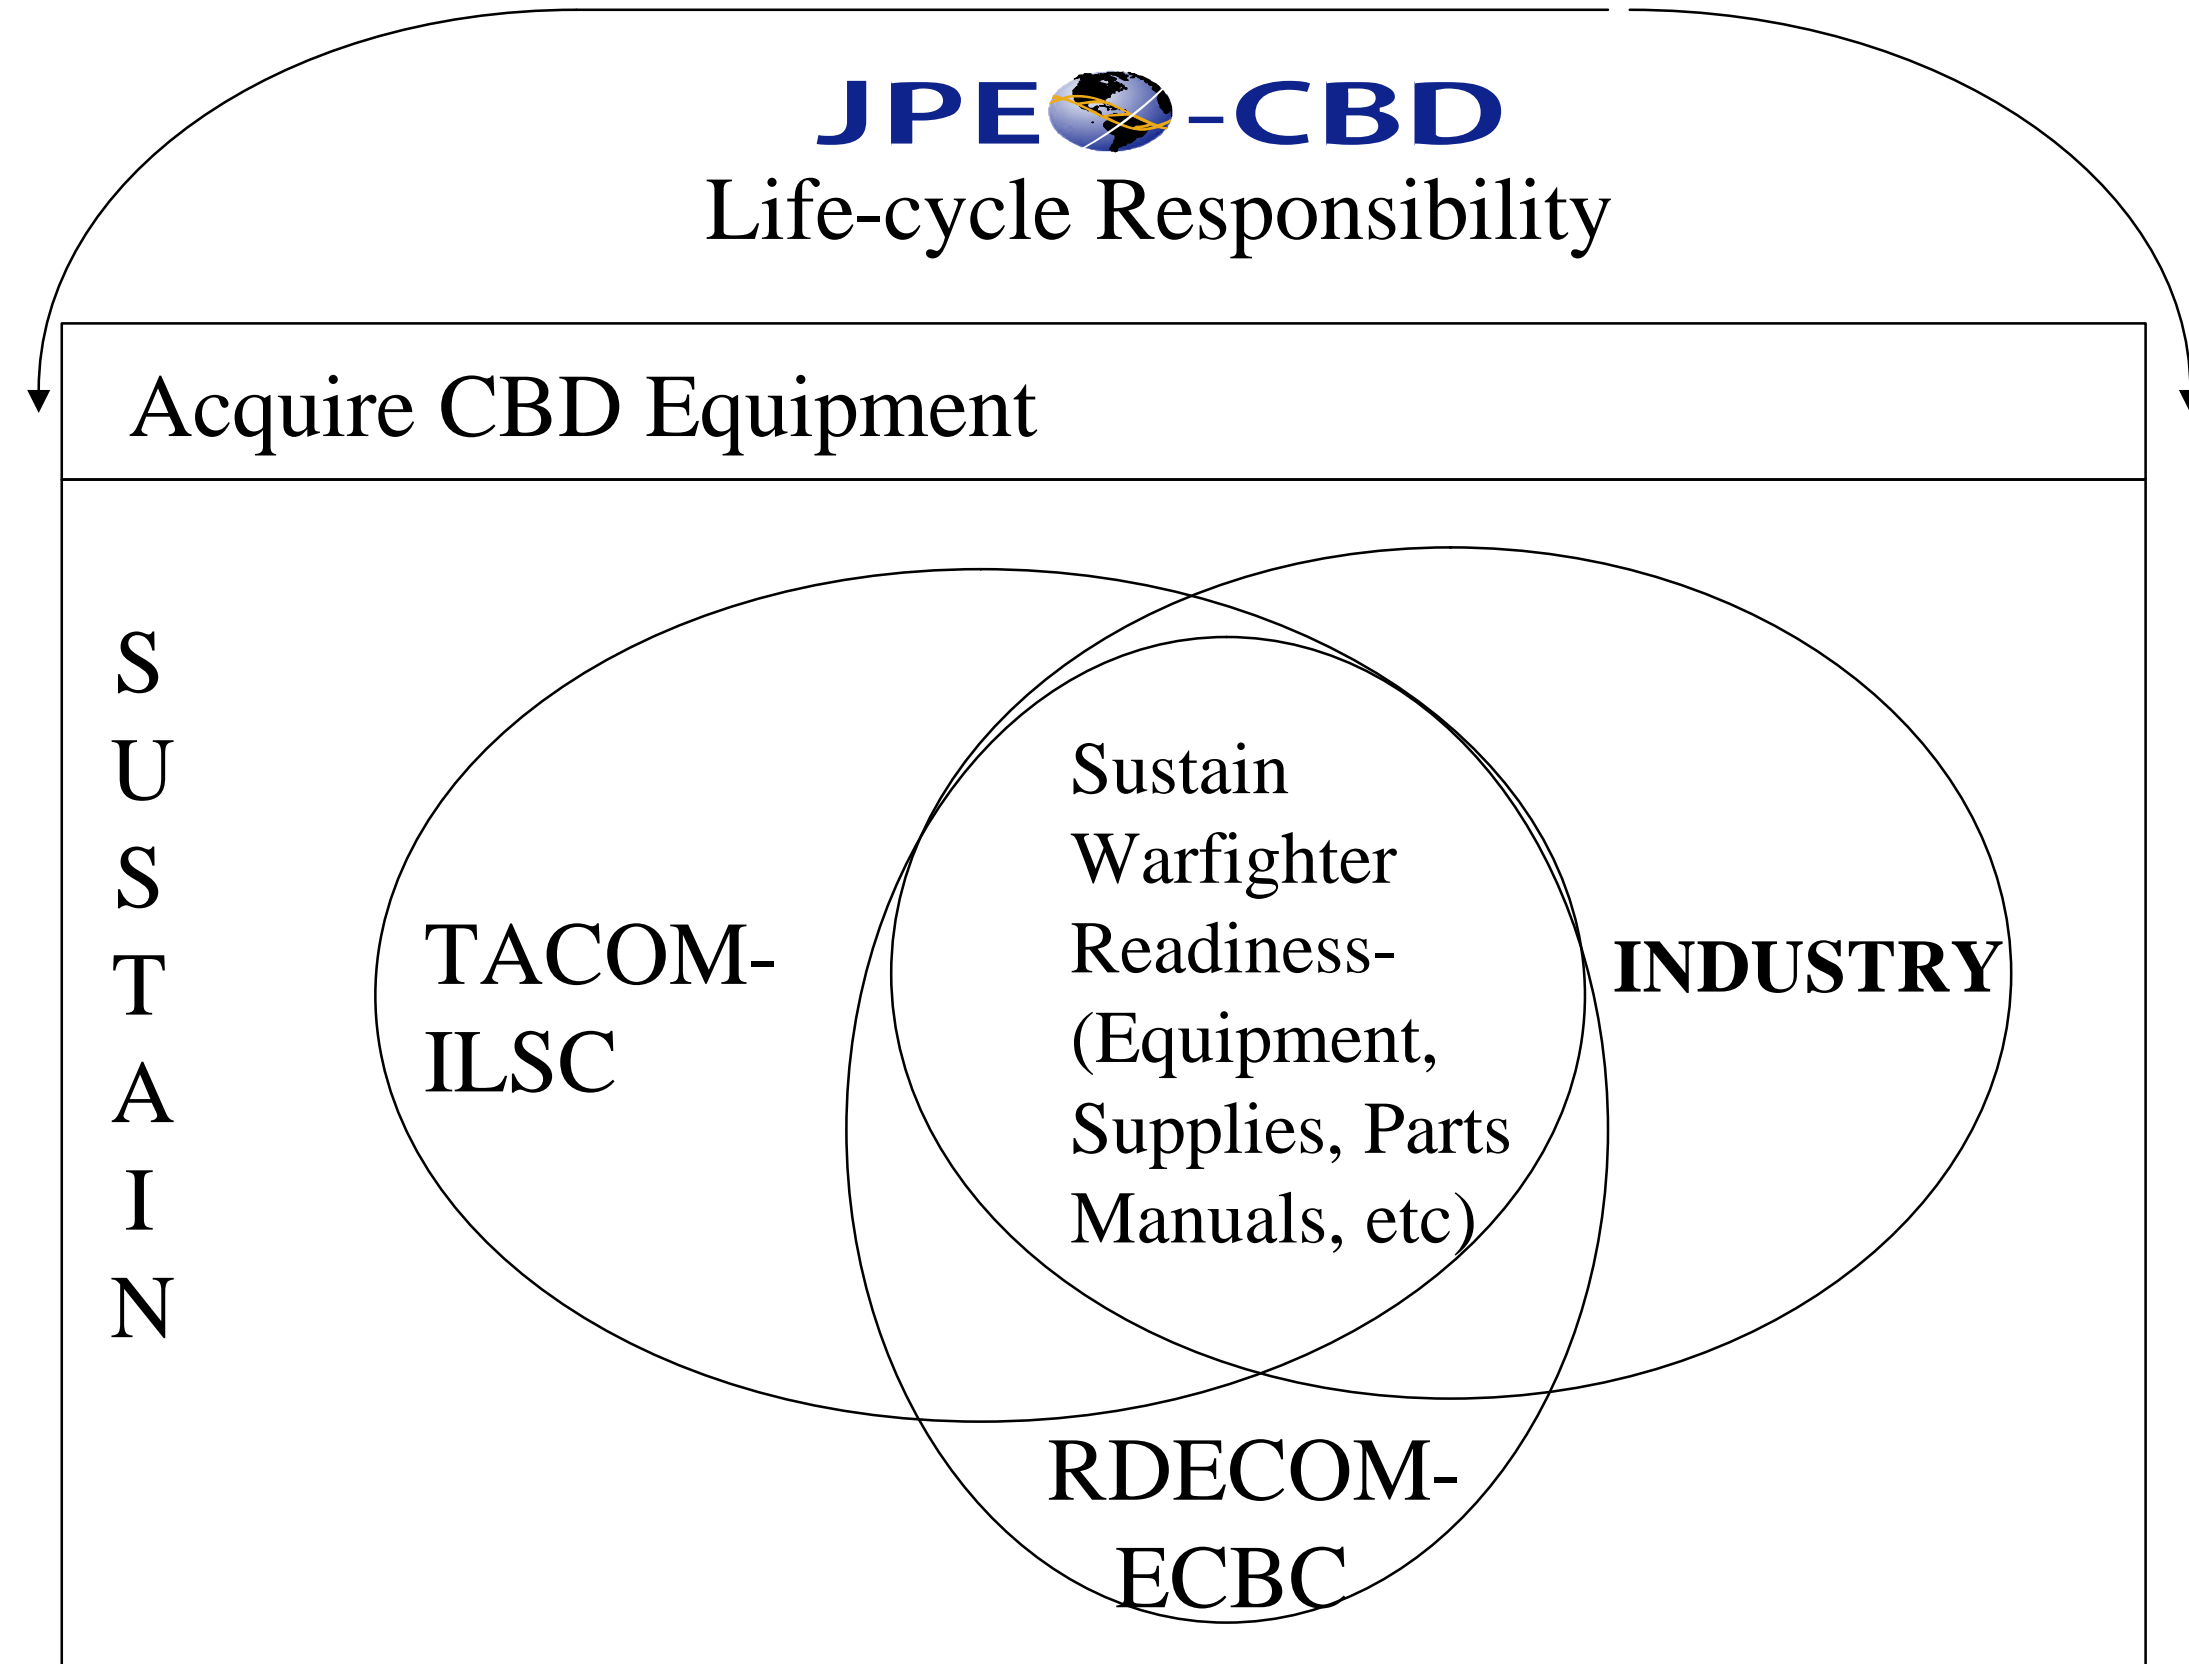 JPEO-CBD
Life-cycle Responsibility
Acquire CBD Equipment
S
U
S
T
A
I
N
TACOM-
ILSC
Sustain
Warfighter
Readiness-
(Equipment,
Supplies, Parts
Manuals, etc)
INDUSTRY
RDECOM-
ECBC